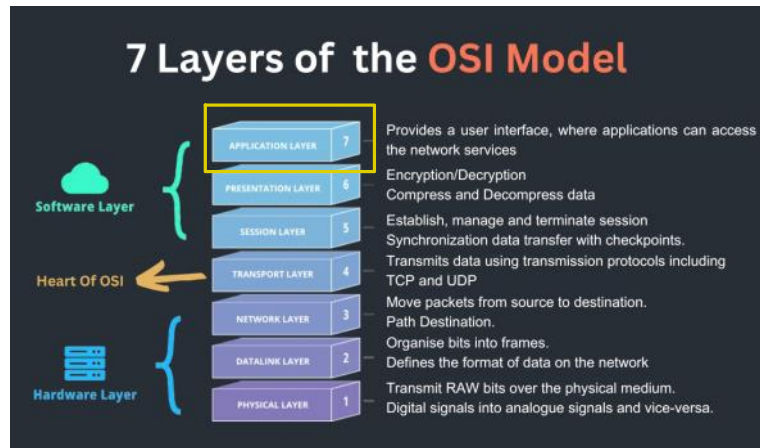 7 Layers of the OSI Model
APPLICATION LAYER 7
Provides a user interface, where applications can access
the network services
PRESENTATION LAYER 6
Encryption/Decryption
Compress and Decompress data
Software Layer
SESSION LAYER 5
Establish, manage and terminate session
Synchronization data transfer with checkpoints.
Heart Of OSI
TRANSPORT LAYER 4
Transmits data using transmission protocols including
TCP and UDP
NETWORK LAYER 3
Move packets from source to destination.
Path Destination.
DATALINK LAYER 2
Organise bits into frames.
Defines the format of data on the network
Hardware Layer
PHYSICAL LAYER 1
Transmit RAW bits over the physical medium.
Digital signals into analogue signals and vice-versa.